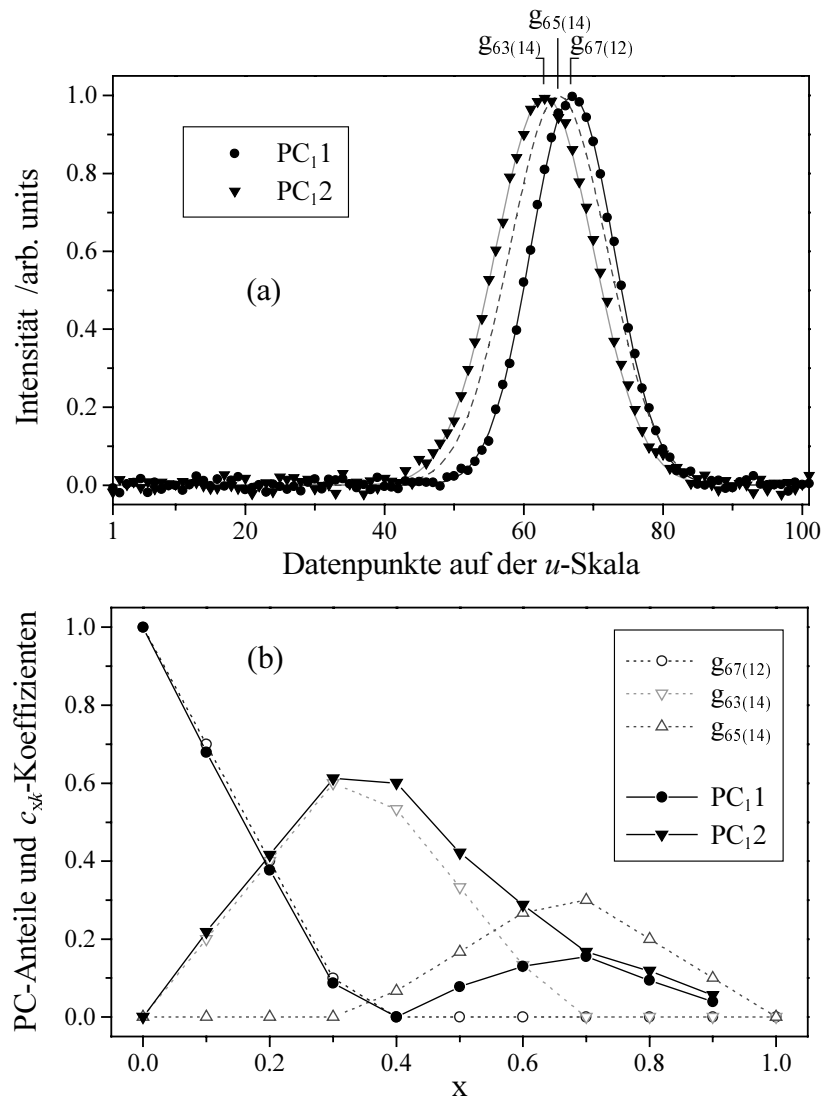 g65(14)
g63(14) g67(12)
1.0
0.8
0.6
0.4
0.2
0.0
Intensität /arb. units
PC₁1
PC₁2
(a)
1 20 40 60 80 100
Datenpunkte auf der u-Skala
1.0
0.8
0.6
0.4
0.2
0.0
PC-Anteile und cxk-Koeffizienten
(b)
g67(12)
g63(14)
g65(14)
PC₁1
PC₁2
0.0 0.2 0.4 0.6 0.8 1.0
x